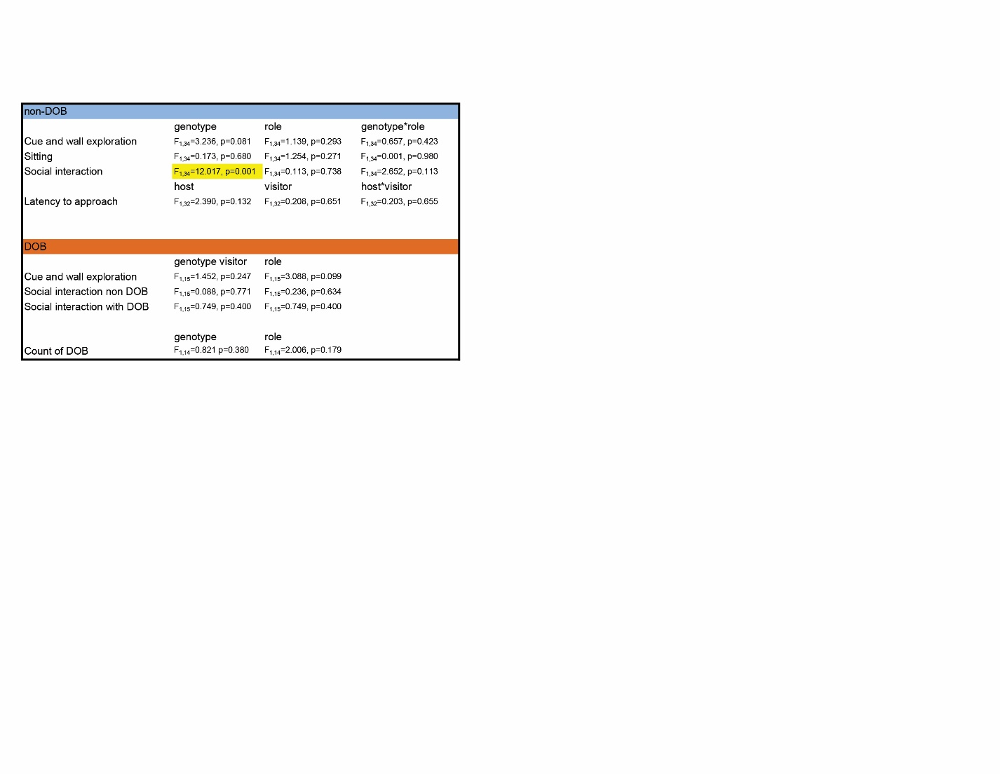 non-DOB
genotype role genotype*role
Cue and wall exploration F1,34=3.236, p=0.081 F1,34=1.139, p=0.293 F1,34=0.657, p=0.423
Sitting F1,34=0.173, p=0.680 F1,34=1.254, p=0.271 F1,34=0.001, p=0.980
Social interaction F1,34=12.017, p=0.001 F1,34=0.113, p=0.738 F1,34=2.652, p=0.113
host visitor host*visitor
Latency to approach F1,32=2.390, p=0.132 F1,32=0.208, p=0.651 F1,32=0.203, p=0.655
DOB
genotype visitor role
Cue and wall exploration F1,15=1.452, p=0.247 F1,15=3.088, p=0.099
Social interaction non DOB F1,15=0.088, p=0.771 F1,15=0.236, p=0.634
Social interaction with DOB F1,15=0.749, p=0.400 F1,15=0.749, p=0.400
genotype role
Count of DOB F1,14=0.821 p=0.380 F1,14=2.006, p=0.179